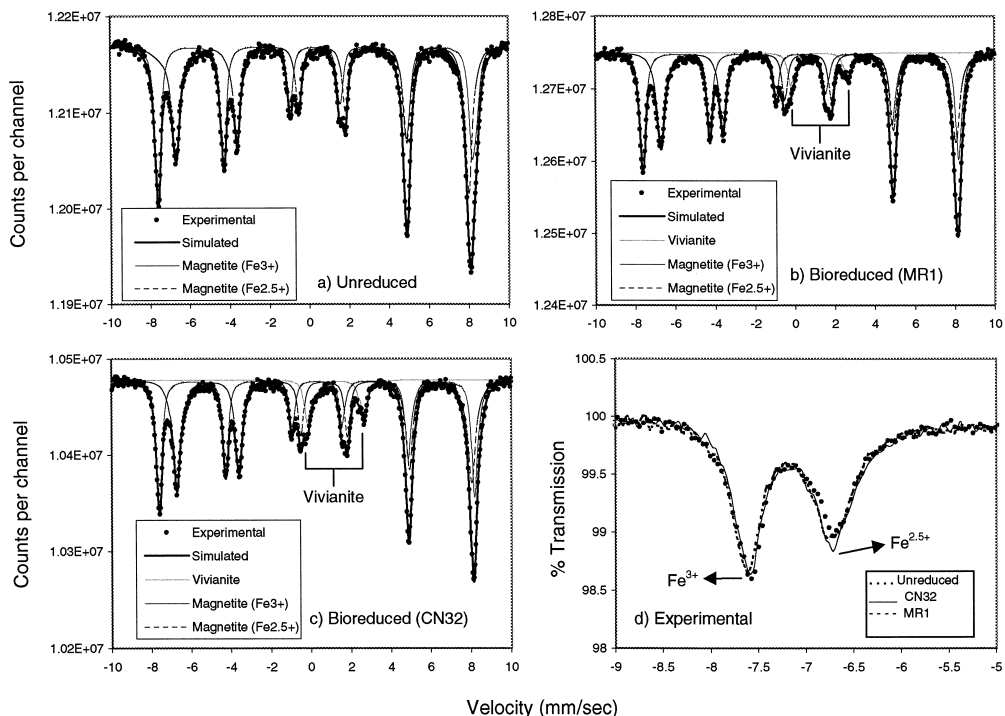 Counts per channel
1.22E+07
1.21E+07
1.20E+07
1.19E+07
Experimental
Simulated
Magnetite (Fe3+)
Magnetite (Fe2.5+)
a) Unreduced
-10 -8 -6 -4 -2 0 2 4 6 8 10
1.28E+07
1.27E+07
1.26E+07
1.25E+07
1.24E+07
Vivianite
Experimental
Simulated
Vivianite
Magnetite (Fe3+)
Magnetite (Fe2.5+)
b) Bioreduced (MR1)
-10 -8 -6 -4 -2 0 2 4 6 8 10
Counts per channel
1.05E+07
1.04E+07
1.03E+07
1.02E+07
Vivianite
Experimental
Simulated
Vivianite
Magnetite (Fe3+)
Magnetite (Fe2.5+)
c) Bioreduced (CN32)
-10 -8 -6 -4 -2 0 2 4 6 8 10
% Transmission
100.5
100
99.5
99
98.5
98
Fe3+
Fe2.5+
Unreduced
CN32
MR1
d) Experimental
-9 -8.5 -8 -7.5 -7 -6.5 -6 -5.5 -5
Velocity (mm/sec)